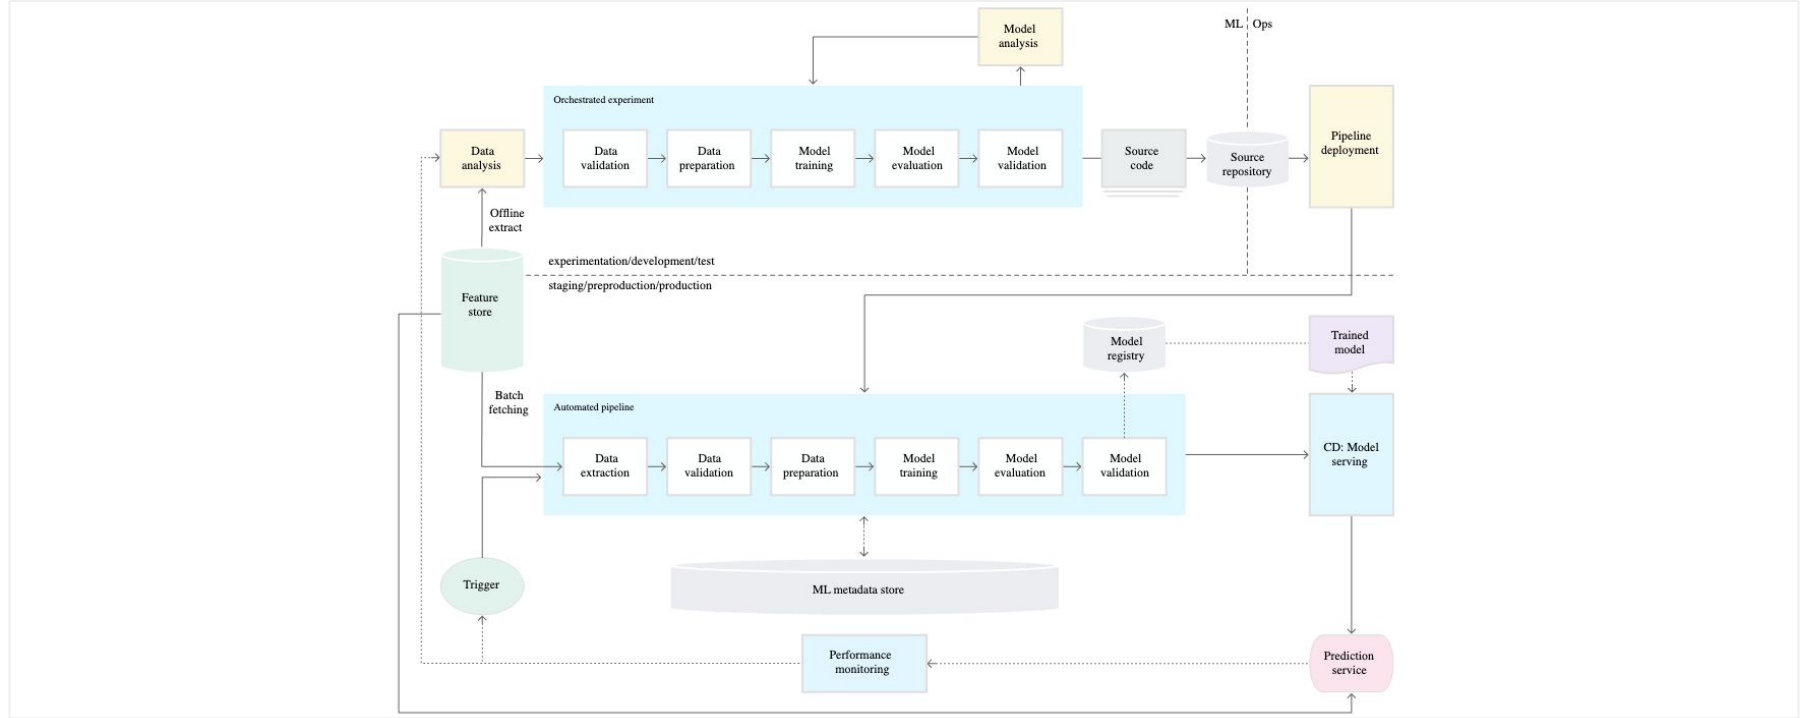 Model
analysis
ML
Ops
Orchestrated experiment
Data
analysis
Data
validation
Data
preparation
Model
training
Model
evaluation
Model
validation
Source
code
Source
repository
Pipeline
deployment
Offline
extract
experimentation/development/test
staging/preproduction/production
Feature
store
Model
registry
Trained
model
Batch
fetching
Automated pipeline
Data
extraction
Data
validation
Data
preparation
Model
training
Model
evaluation
Model
validation
CD: Model
serving
Trigger
ML metadata store
Performance
monitoring
Prediction
service